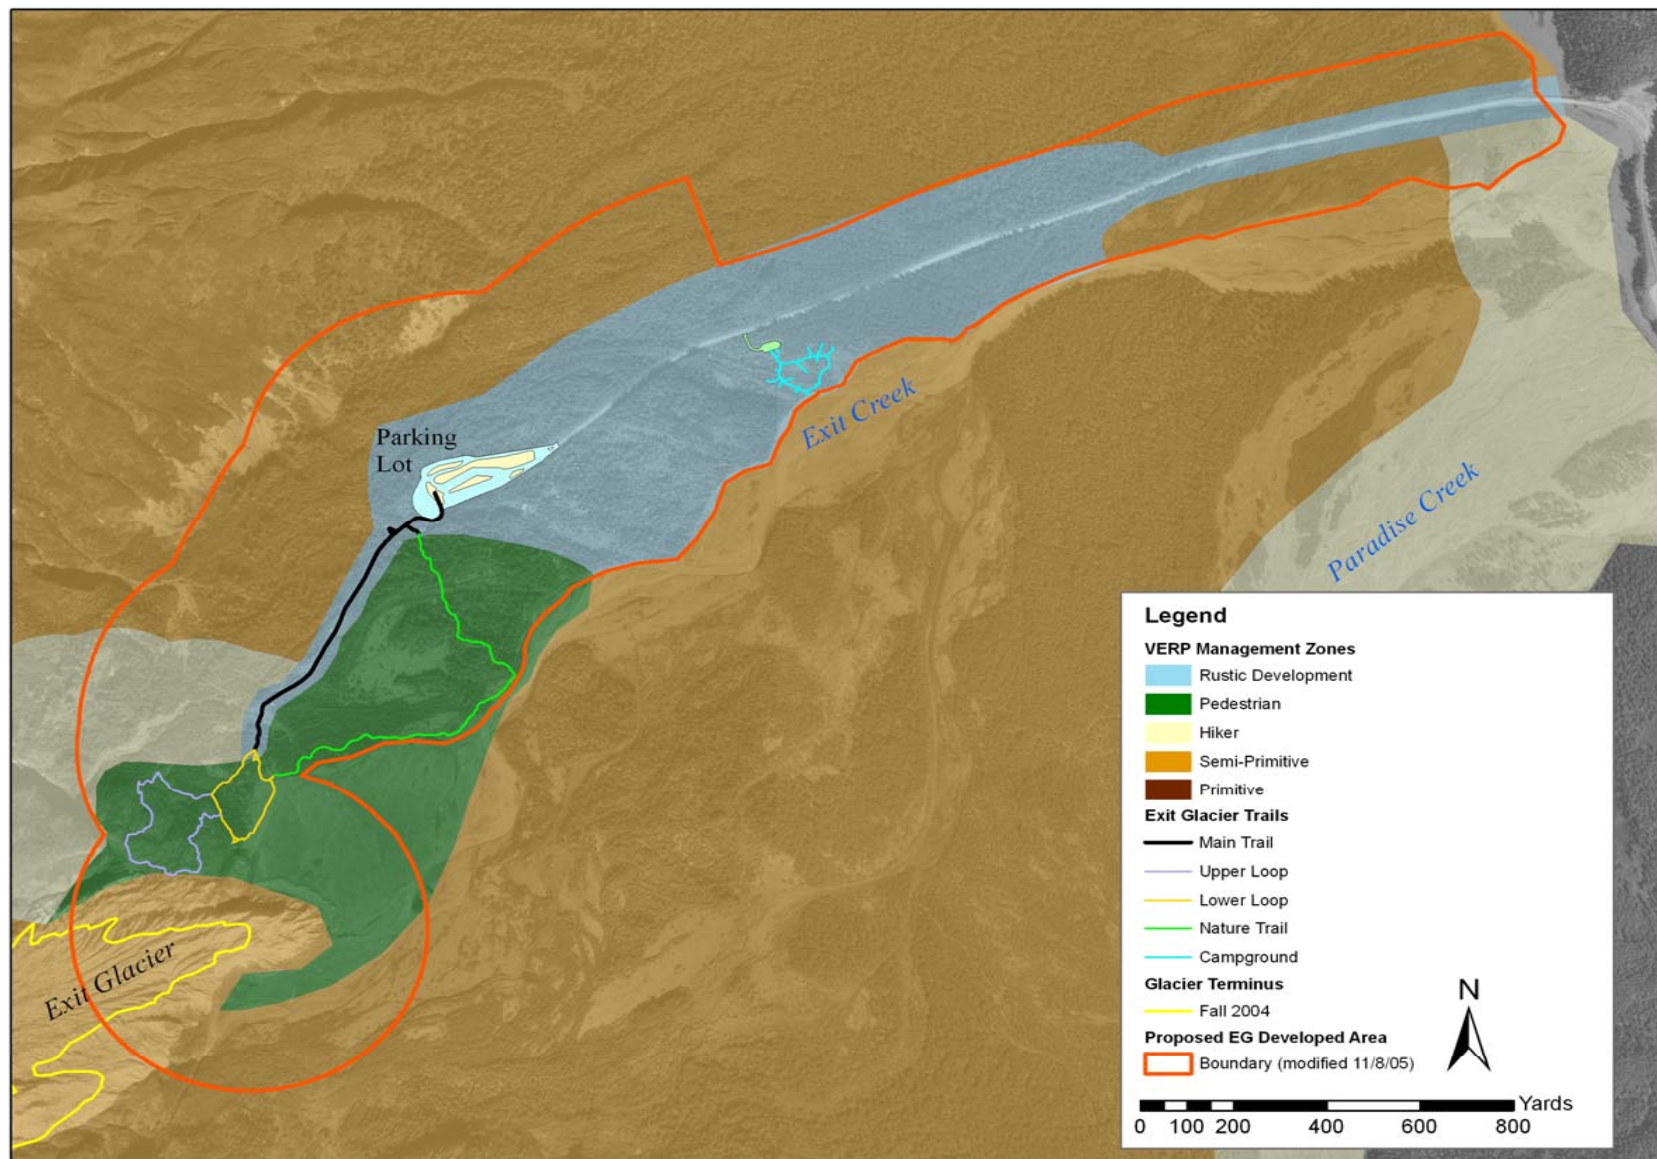 Parking
Lot
Exit Creek
Paradise Creek
Exit Glacier
Legend
VERP Management Zones
Rustic Development
Pedestrian
Hiker
Semi-Primitive
Primitive
Exit Glacier Trails
Main Trail
Upper Loop
Lower Loop
Nature Trail
Campground
Glacier Terminus
Fall 2004
Proposed EG Developed Area
Boundary (modified 11/8/05)
N
Yards
0 100 200 400 600 800